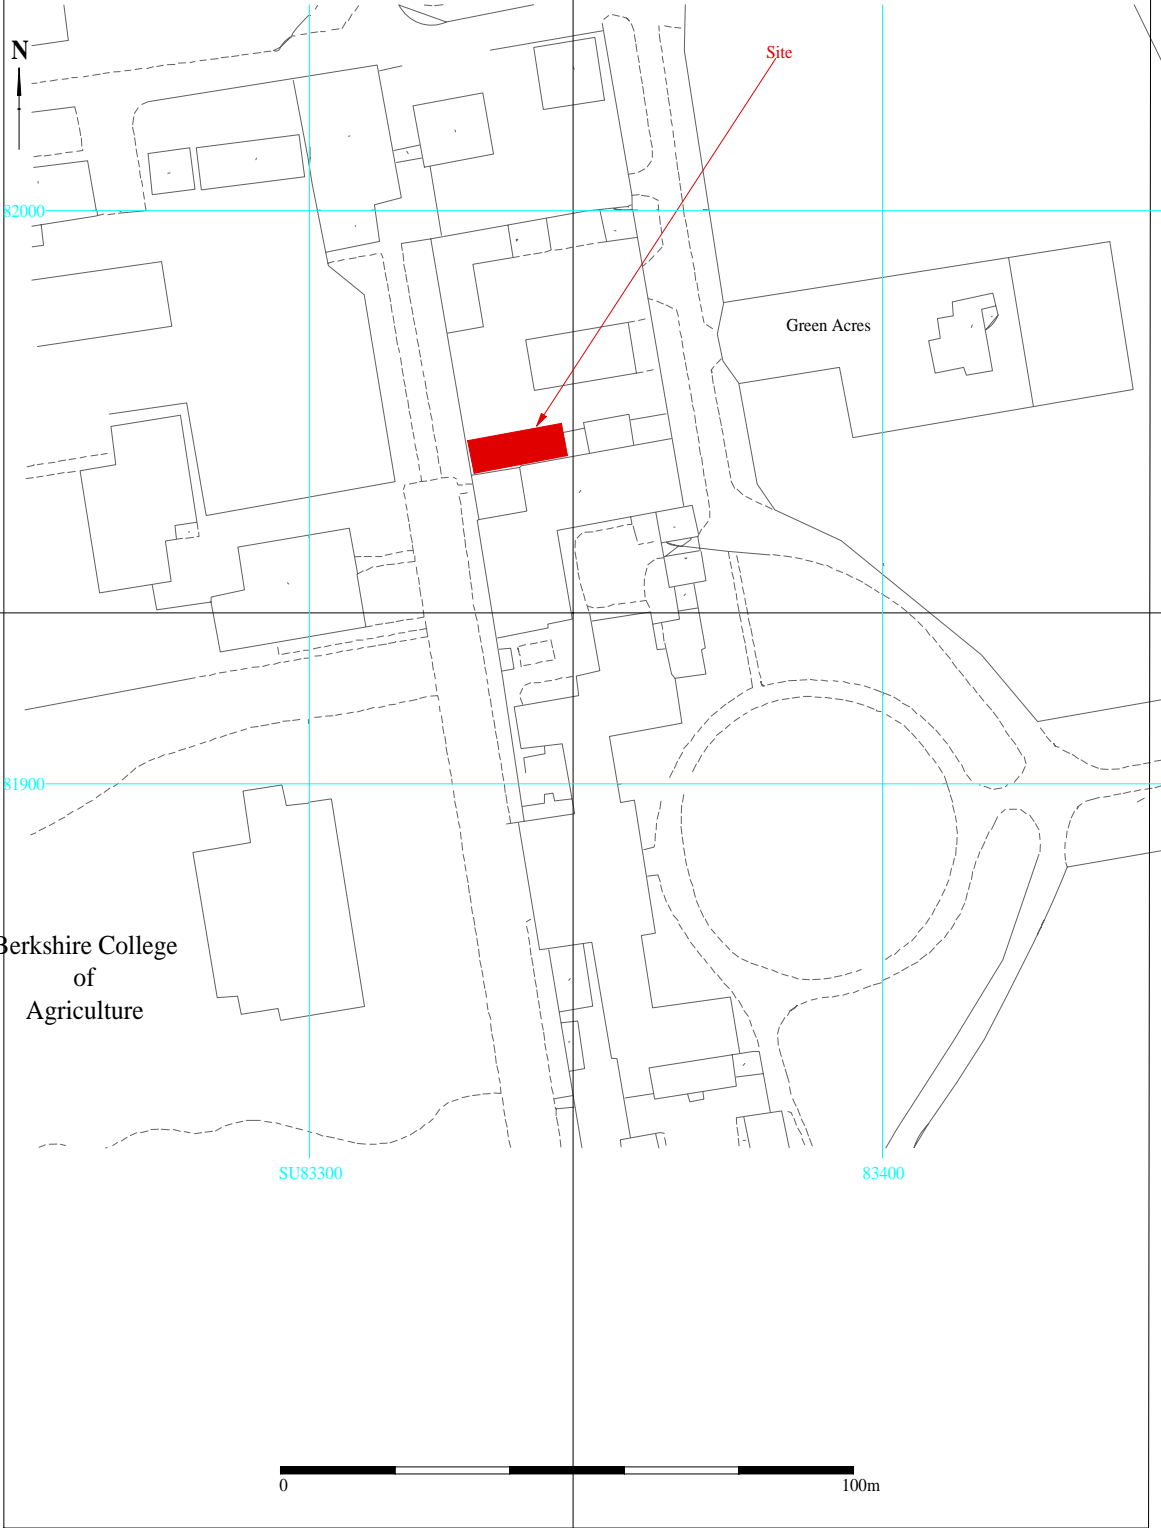 N
Site
82000
Green Acres
81900
Berkshire College
of
Agriculture
SU83300
83400
0
100m